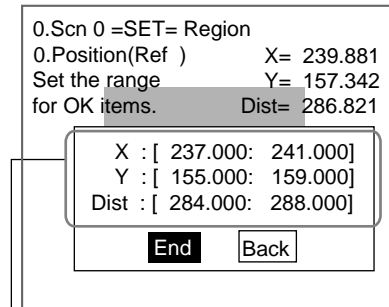 0.Scn 0 =SET= Region
0.Position(Ref ) X= 239.881
Set the range Y= 157.342
for OK items. Dist= 286.821
X :[ 237.000: 241.000]
Y :[ 155.000: 159.000]
Dist :[ 284.000: 288.000]
End Back